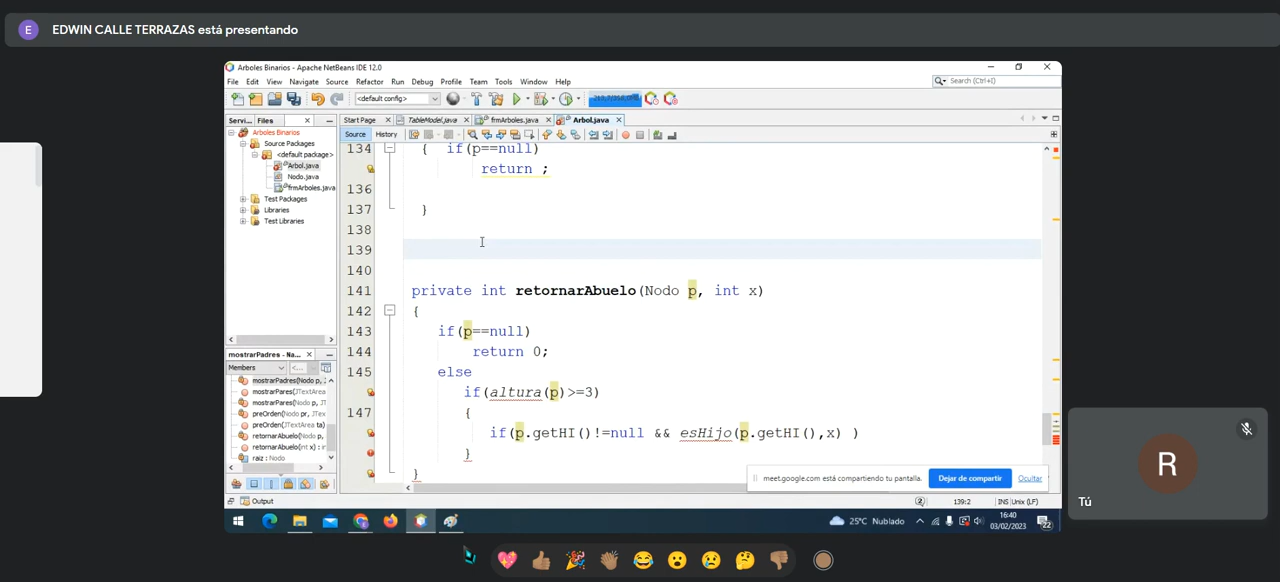 E EDWIN CALLE TERRAZAS está presentando
Arboles Binarios - Apache NetBeans IDE 12.0
File Edit View Navigate Source Refactor Run Debug Profile Team Tools Window Help
Search (Ctrl+I)
<default config>
Servi... Files
Start Page TableModel.java frmArboles.java Arbol.java
Source History
Arboles Binarios
Source Packages
<default package>
Arbol.java
Nodo.java
frmArboles.java
Test Packages
Libraries
Test Libraries
134 { if(p==null)
return ;
136
137 }
138
139
140
141 private int retornarAbuelo(Nodo p, int x)
142 {
143 if(p==null)
144 return 0;
145 else
if(altura(p)>=3)
147 {
if(p.getHI()!=null && esHijo(p.getHI(),x) )
}
}
mostrarPadres - Na...
Members
mostrarPadres(Nodo p,
mostrarPares(JTextArea
mostrarPares(Nodo p, JT
preOrden(Nodo pr, JTex
preOrden(JTextArea ta)
retornarAbuelo(Nodo p,
retornarAbuelo(int x) : ir
raiz : Nodo
meet.google.com está compartiendo tu pantalla. Dejar de compartir Ocultar
Output
139:2 INS Unix (LF)
25°C Nublado
16:40
03/02/2023
22
R
Tú